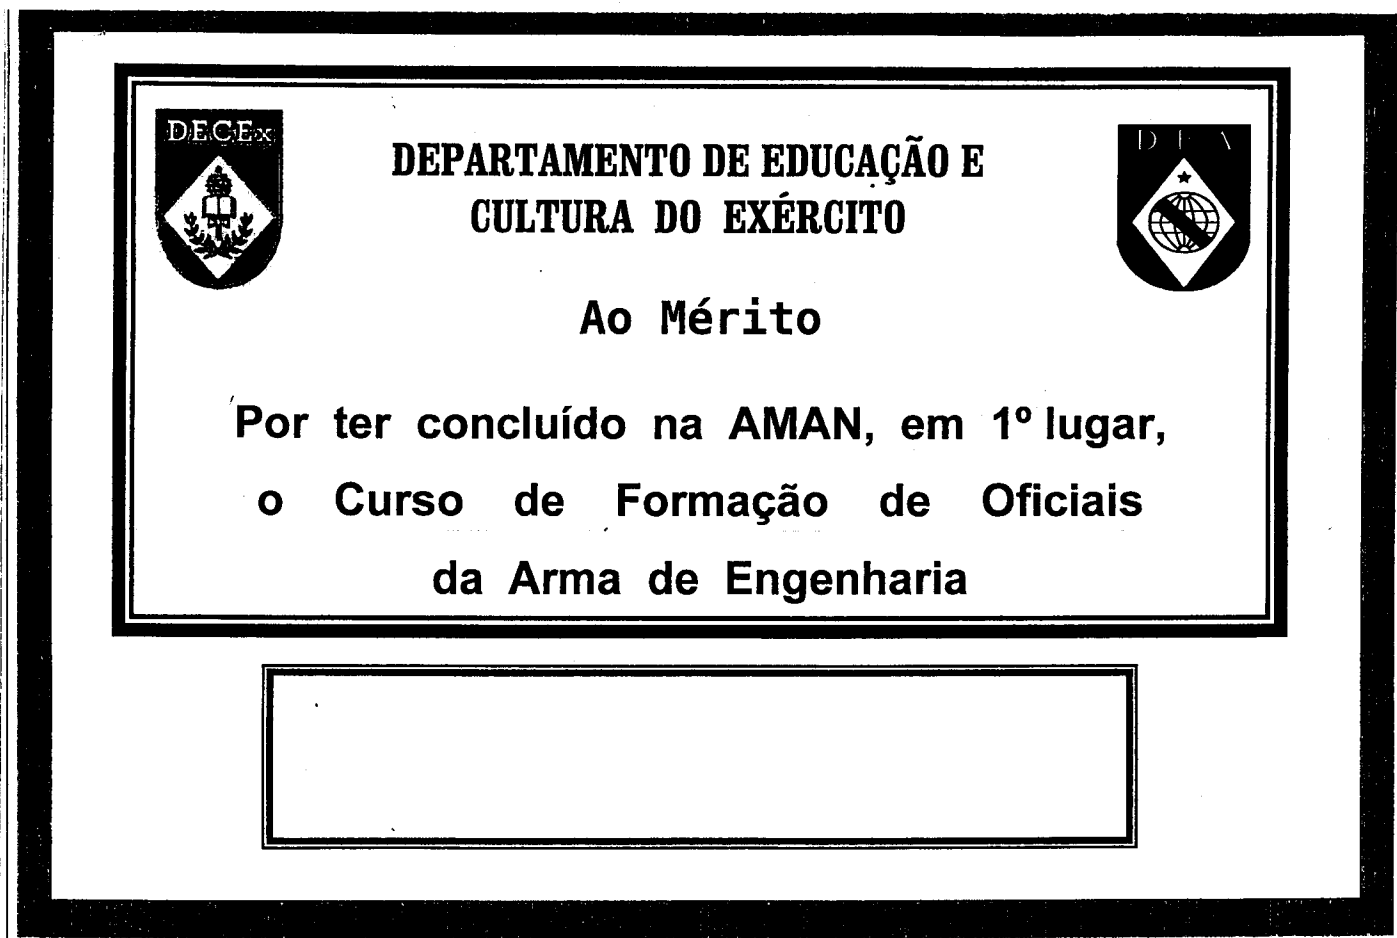 DECEx
DEPARTAMENTO DE EDUCAÇÃO E
CULTURA DO EXÉRCITO
Ao Mérito
Por ter concluído na AMAN, em 1º lugar,
o Curso de Formação de Oficiais
da Arma de Engenharia